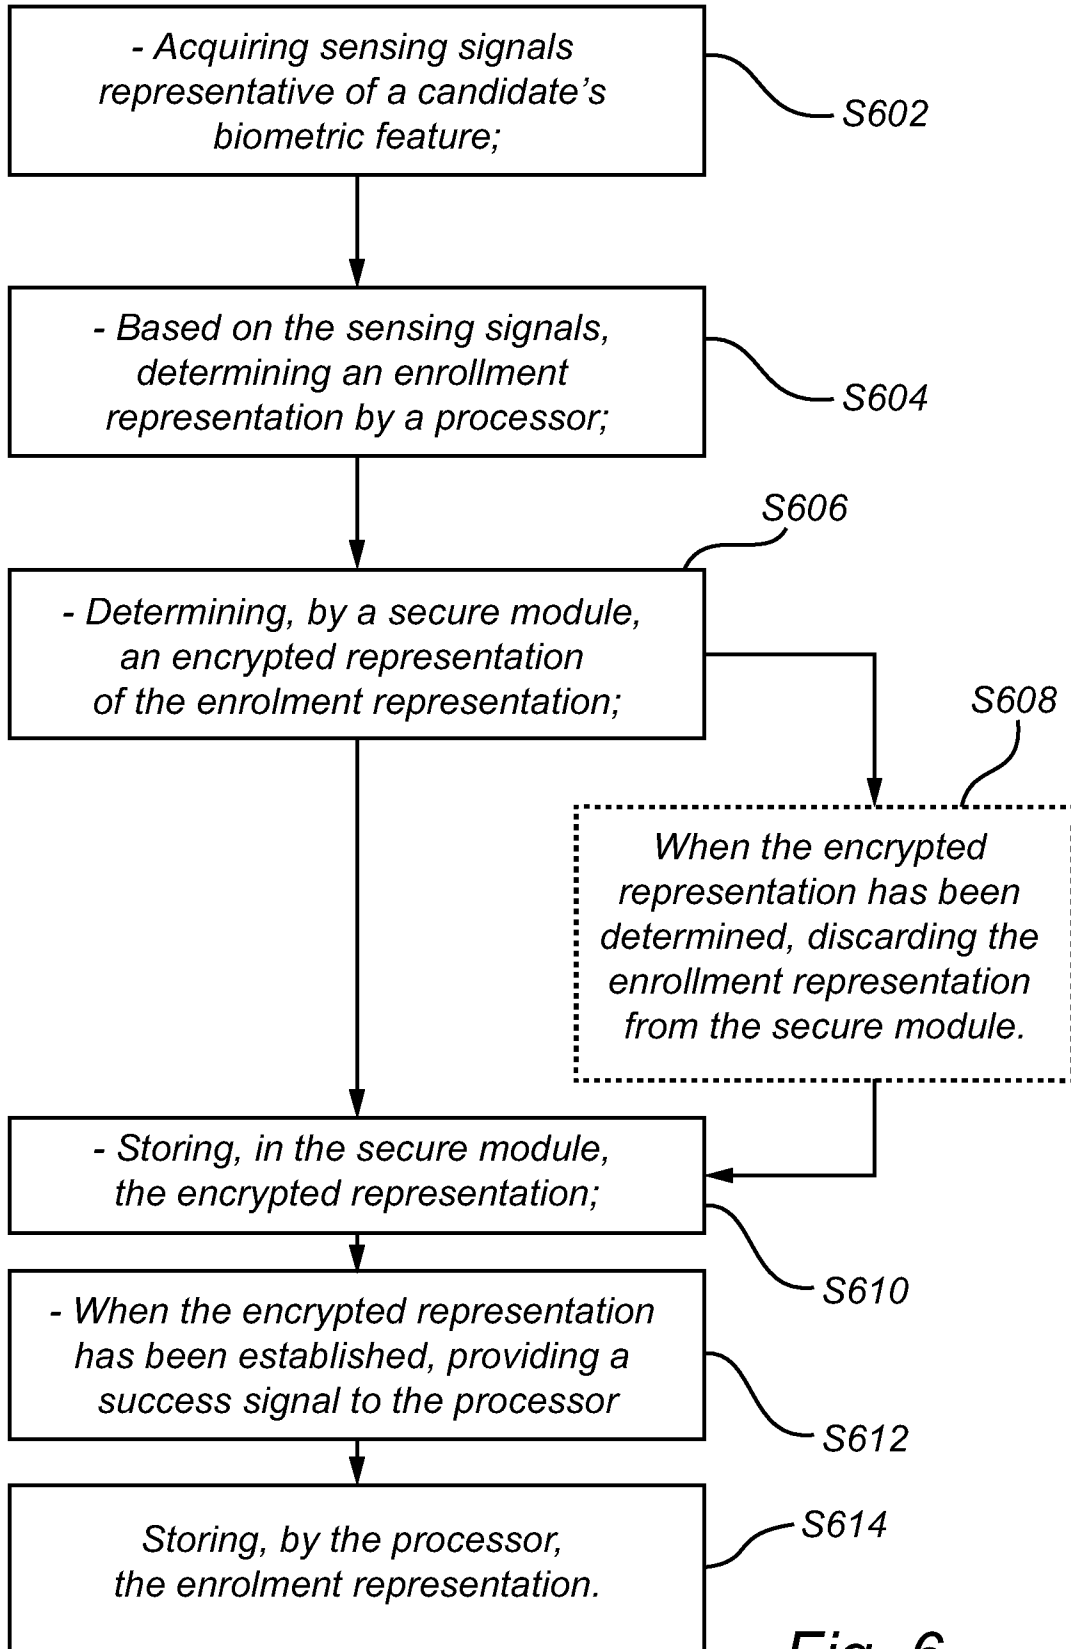 - Acquiring sensing signals
representative of a candidate's
biometric feature;
S602
- Based on the sensing signals,
determining an enrollment
representation by a processor;
S604
S606
- Determining, by a secure module,
an encrypted representation
of the enrolment representation;
S608
When the encrypted
representation has been
determined, discarding the
enrollment representation
from the secure module.
- Storing, in the secure module,
the encrypted representation;
S610
- When the encrypted representation
has been established, providing a
success signal to the processor
S612
Storing, by the processor,
the enrolment representation.
S614
Fig. 6